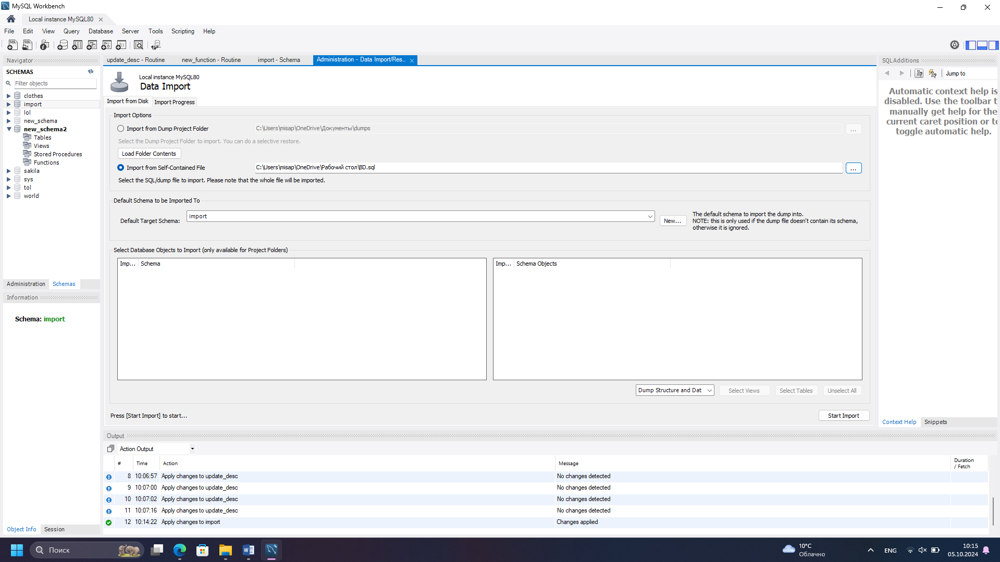 MySQL Workbench
Local instance MySQL80
File Edit View Query Database Server Tools Scripting Help
Navigator
SCHEMAS
Filter objects
clothes
import
lol
new_schema
new_schema2
Tables
Views
Stored Procedures
Functions
sakila
sys
tol
world
Administration Schemas
Information
Schema: import
Object Info Session
update_desc - Routine new_function - Routine import - Schema Administration - Data Import/Res...
Local instance MySQL80
Data Import
Import from Disk Import Progress
Import Options
Import from Dump Project Folder C:\Users\misap\OneDrive\Документы\dumps ...
Select the Dump Project Folder to import. You can do a selective restore.
Load Folder Contents
Import from Self-Contained File C:\Users\misap\OneDrive\Рабочий стол\BD.sql ...
Select the SQL/dump file to import. Please note that the whole file will be imported.
Default Schema to be Imported To
Default Target Schema: import New...
The default schema to import the dump into.
NOTE: this is only used if the dump file doesn't contain its schema,
otherwise it is ignored.
Select Database Objects to Import (only available for Project Folders)
Imp... Schema
Imp... Schema Objects
Dump Structure and Dat Select Views Select Tables Unselect All
Press [Start Import] to start...
Start Import
Output
Action Output
# Time Action Message Duration / Fetch
8 10:06:57 Apply changes to update_desc No changes detected
9 10:07:00 Apply changes to update_desc No changes detected
10 10:07:02 Apply changes to update_desc No changes detected
11 10:07:16 Apply changes to update_desc No changes detected
12 10:14:22 Apply changes to import Changes applied
SQLAdditions
Jump to
Automatic context help is
disabled. Use the toolbar t
manually get help for the
current caret position or to
toggle automatic help.
Context Help Snippets
Поиск
10°C
Облачно
ENG
10:15
05.10.2024